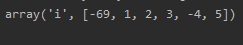 array('i', [-69, 1, 2, 3, -4, 5])